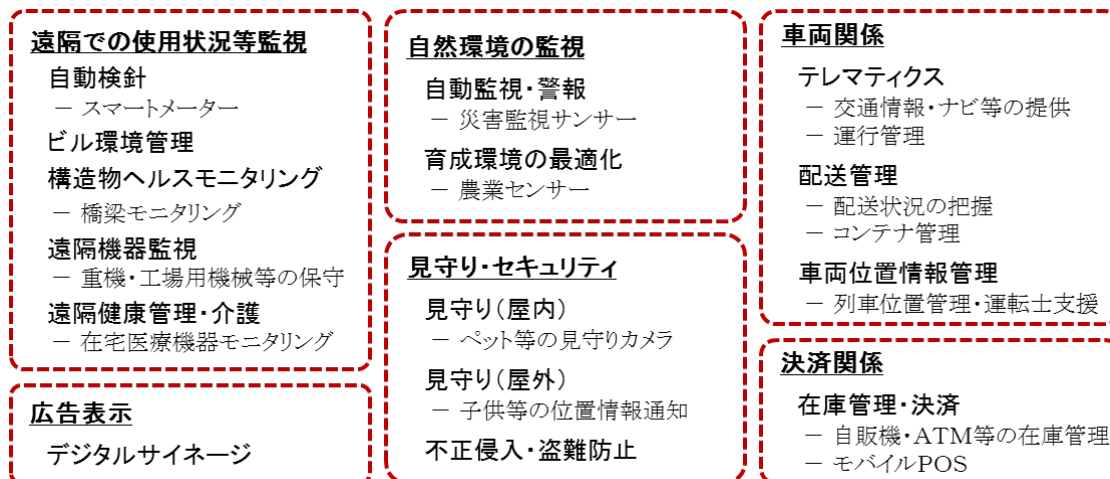 遠隔での使用状況等監視
自動検針
－ スマートメーター
ビル環境管理
構造物ヘルスモニタリング
－ 橋梁モニタリング
遠隔機器監視
－ 重機・工場用機械等の保守
遠隔健康管理・介護
－ 在宅医療機器モニタリング
広告表示
デジタルサイネージ
自然環境の監視
自動監視・警報
－ 災害監視サンサー
育成環境の最適化
－ 農業センサー
見守り・セキュリティ
見守り（屋内）
－ ペット等の見守りカメラ
見守り（屋外）
－ 子供等の位置情報通知
不正侵入・盗難防止
車両関係
テレマティクス
－ 交通情報・ナビ等の提供
－ 運行管理
配送管理
－ 配送状況の把握
－ コンテナ管理
車両位置情報管理
－ 列車位置管理・運転士支援
決済関係
在庫管理・決済
－ 自販機・ATM等の在庫管理
－ モバイルPOS